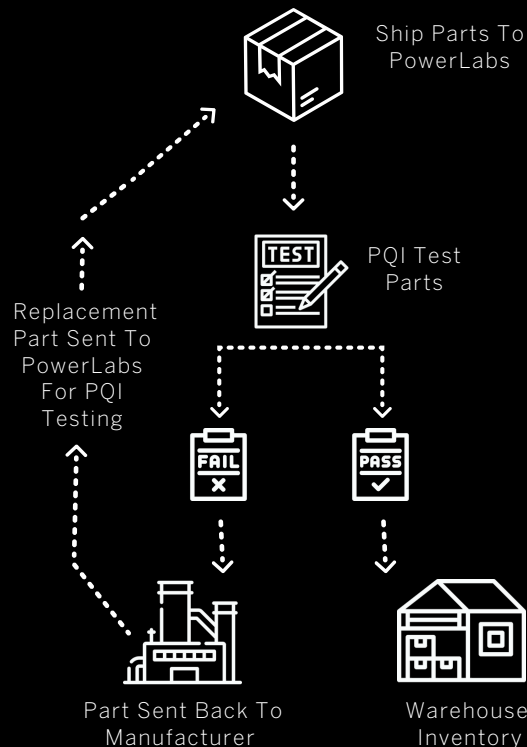 Ship Parts To
PowerLabs
TEST
PQI Test
Parts
Replacement
Part Sent To
PowerLabs
For PQI
Testing
FAIL
PASS
Part Sent Back To
Manufacturer
Warehouse
Inventory